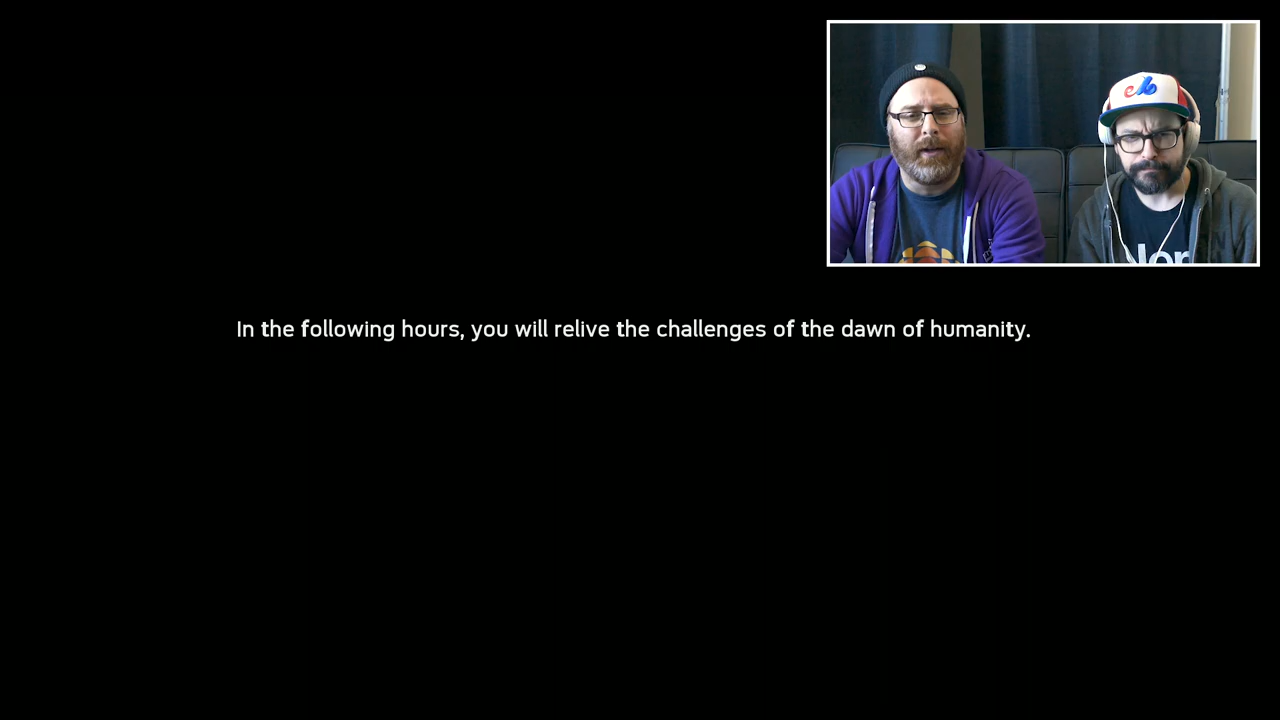 In the following hours, you will relive the challenges of the dawn of humanity.